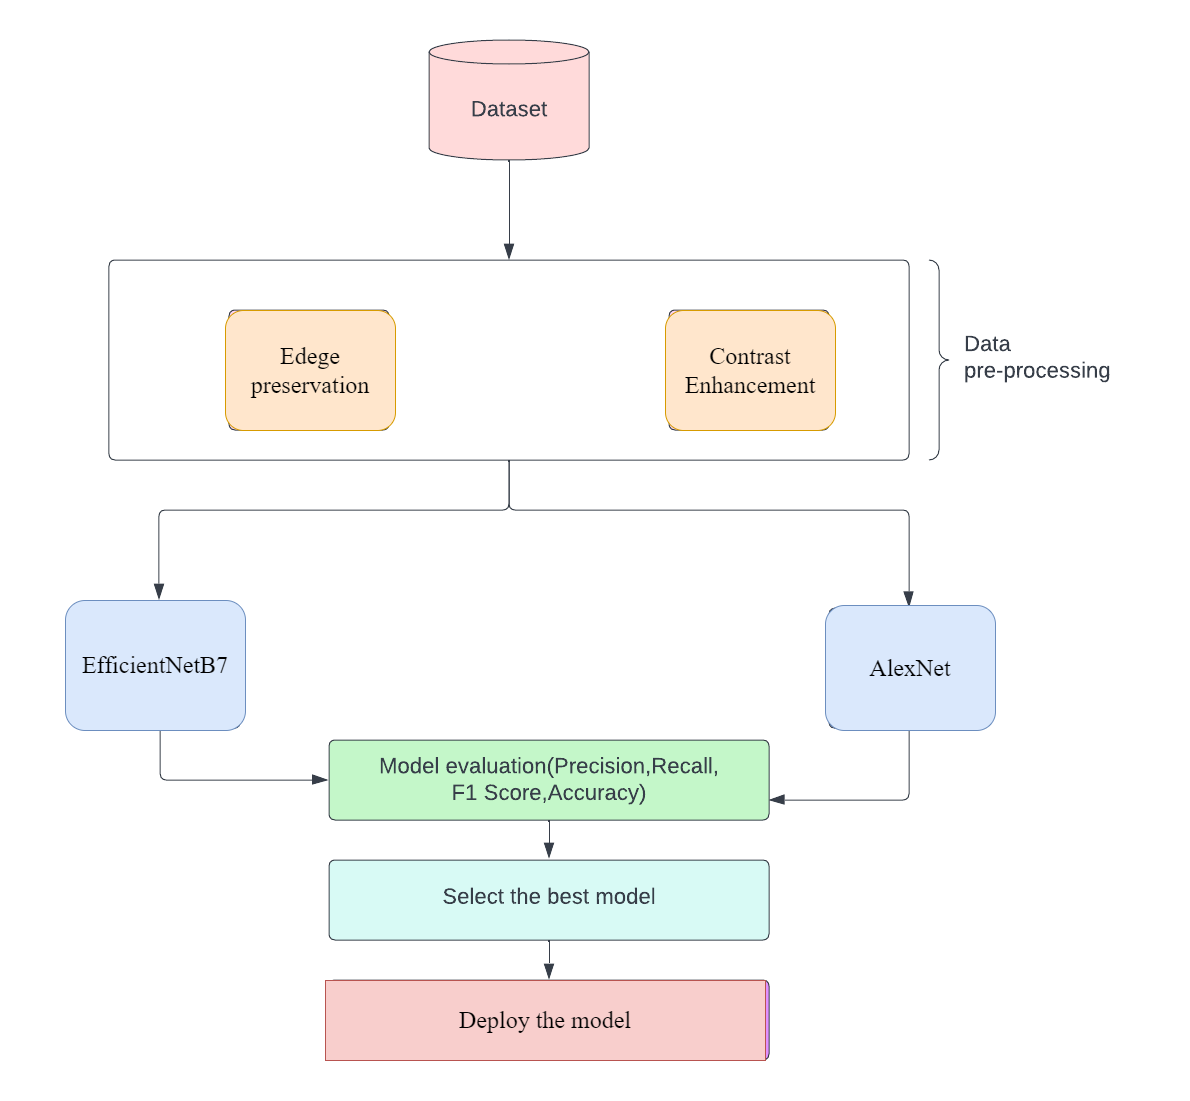 Dataset
Edege
preservation
Contrast
Enhancement
Data
pre-processing
EfficientNetB7
AlexNet
Model evaluation(Precision,Recall,
F1 Score,Accuracy)
Select the best model
Deploy the model